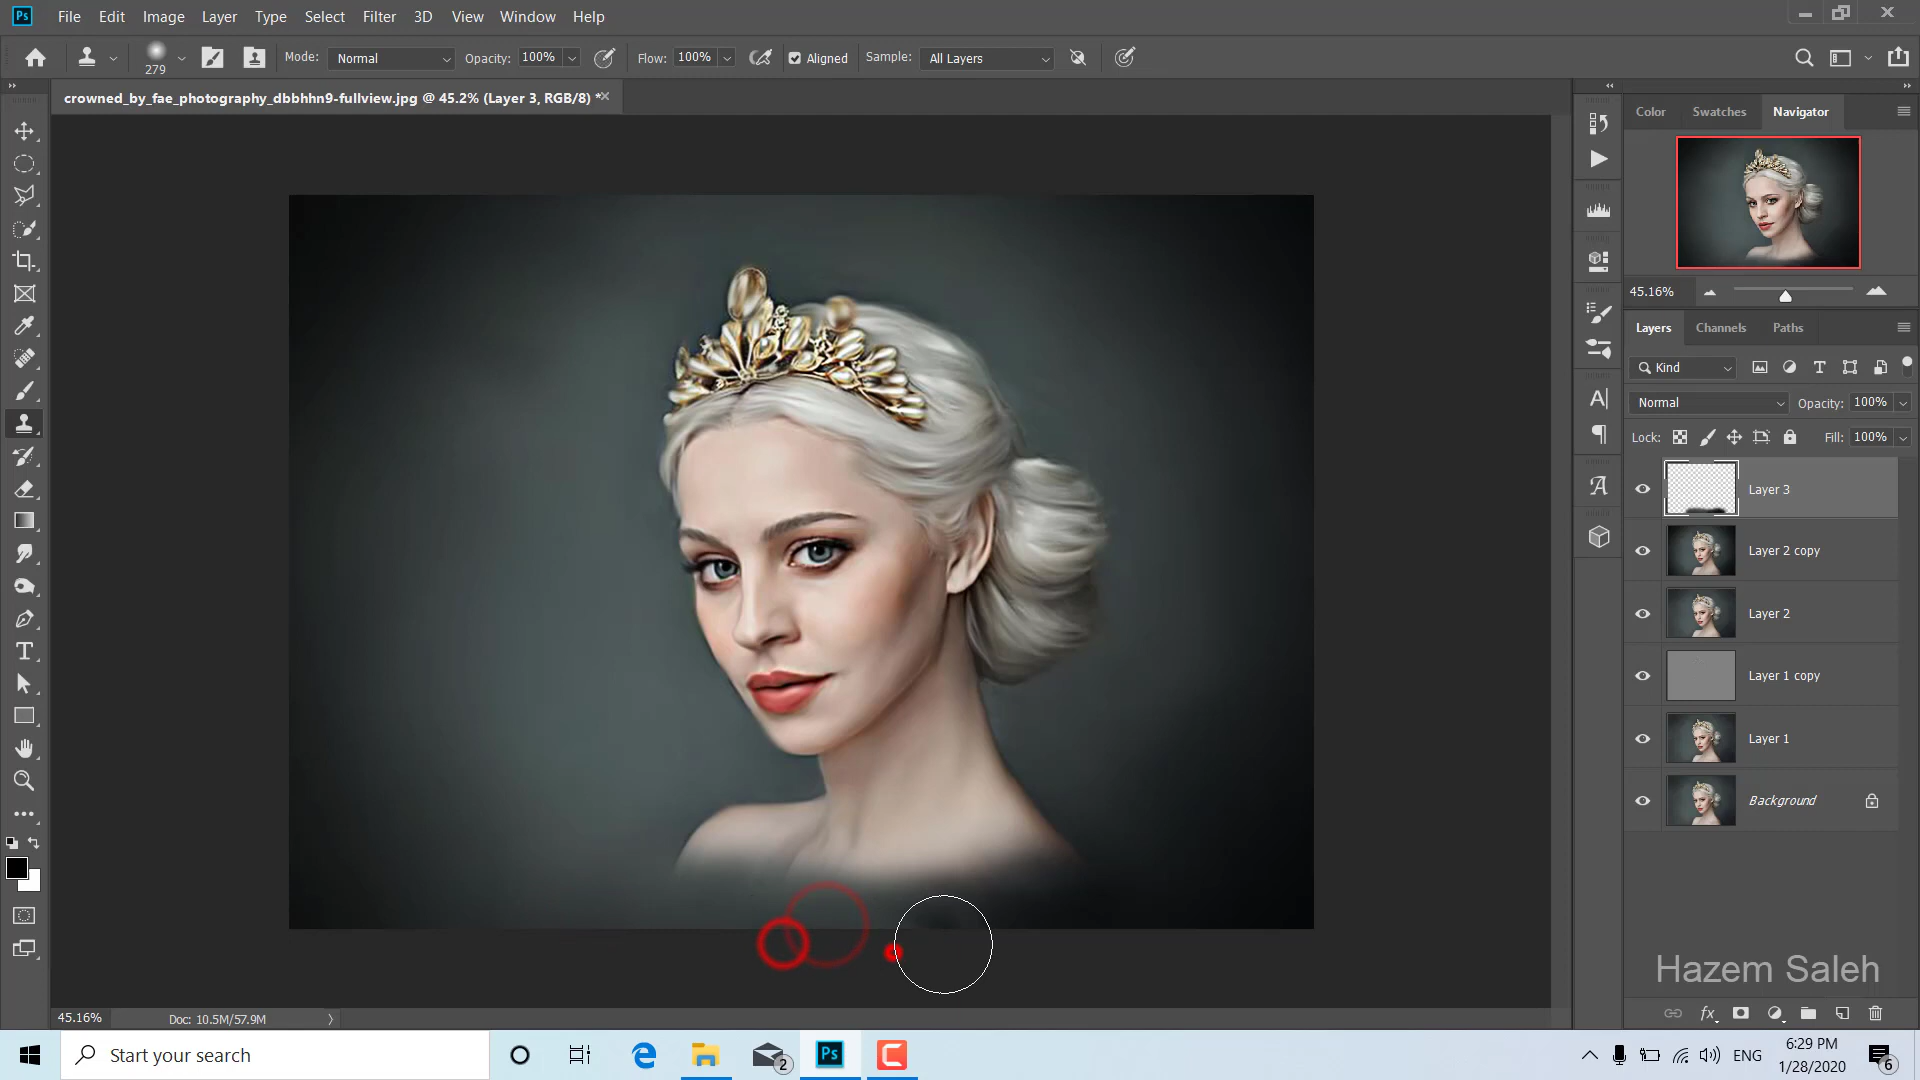 Ps File Edit Image Layer Type Select Filter 3D View Window Help
279 Mode: Normal Opacity: 100% Flow: 100% Aligned Sample: All Layers
crowned_by_fae_photography_dbbhhn9-fullview.jpg @ 45.2% (Layer 3, RGB/8) *
Color Swatches Navigator
45.16%
Layers Channels Paths
Kind
Normal Opacity: 100%
Lock: Fill: 100%
Layer 3
Layer 2 copy
Layer 2
Layer 1 copy
Layer 1
Background
Hazem Saleh
45.16% Doc: 10.5M/57.9M
Start your search
2
Ps
ENG
6:29 PM
1/28/2020
6